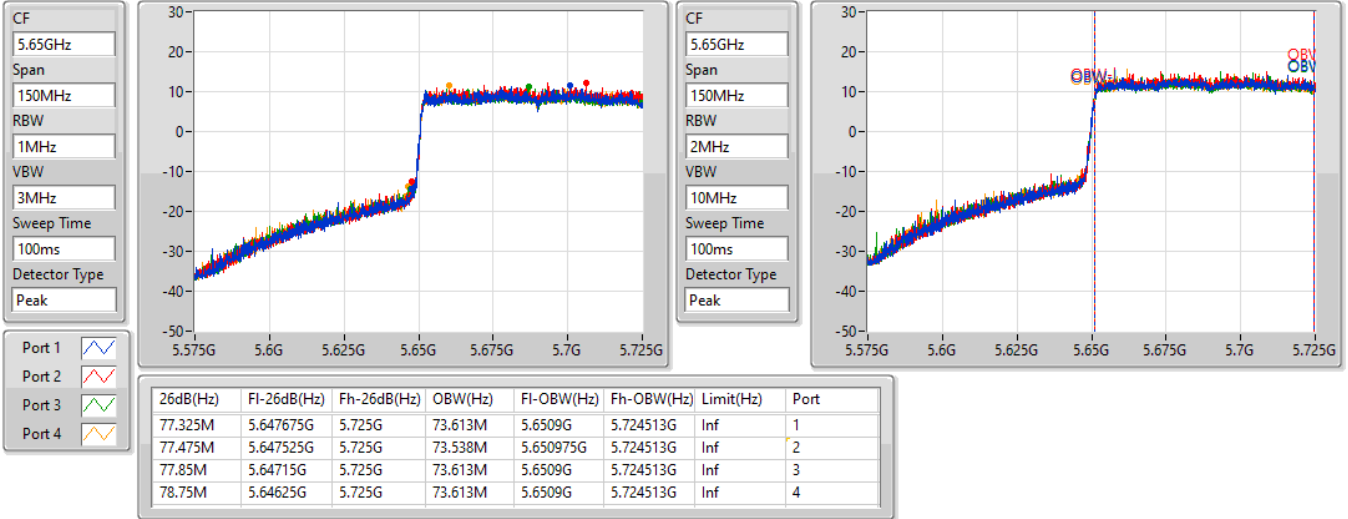 CF
5.65GHz
Span
150MHz
RBW
1MHz
VBW
3MHz
Sweep Time
100ms
Detector Type
Peak
30
20
10
0
-10
-20
-30
-40
-50
5.575G 5.6G 5.625G 5.65G 5.675G 5.7G 5.725G
CF
5.65GHz
Span
150MHz
RBW
2MHz
VBW
10MHz
Sweep Time
100ms
Detector Type
Peak
30
20
10
0
-10
-20
-30
-40
-50
OBW-
OBV
OBV
5.575G 5.6G 5.625G 5.65G 5.675G 5.7G 5.725G
Port 1
Port 2
Port 3
Port 4
26dB(Hz) Fl-26dB(Hz) Fh-26dB(Hz) OBW(Hz) Fl-OBW(Hz) Fh-OBW(Hz) Limit(Hz) Port
77.325M 5.647675G 5.725G 73.613M 5.6509G 5.724513G Inf 1
77.475M 5.647525G 5.725G 73.538M 5.650975G 5.724513G Inf 2
77.85M 5.64715G 5.725G 73.613M 5.6509G 5.724513G Inf 3
78.75M 5.64625G 5.725G 73.613M 5.6509G 5.724513G Inf 4